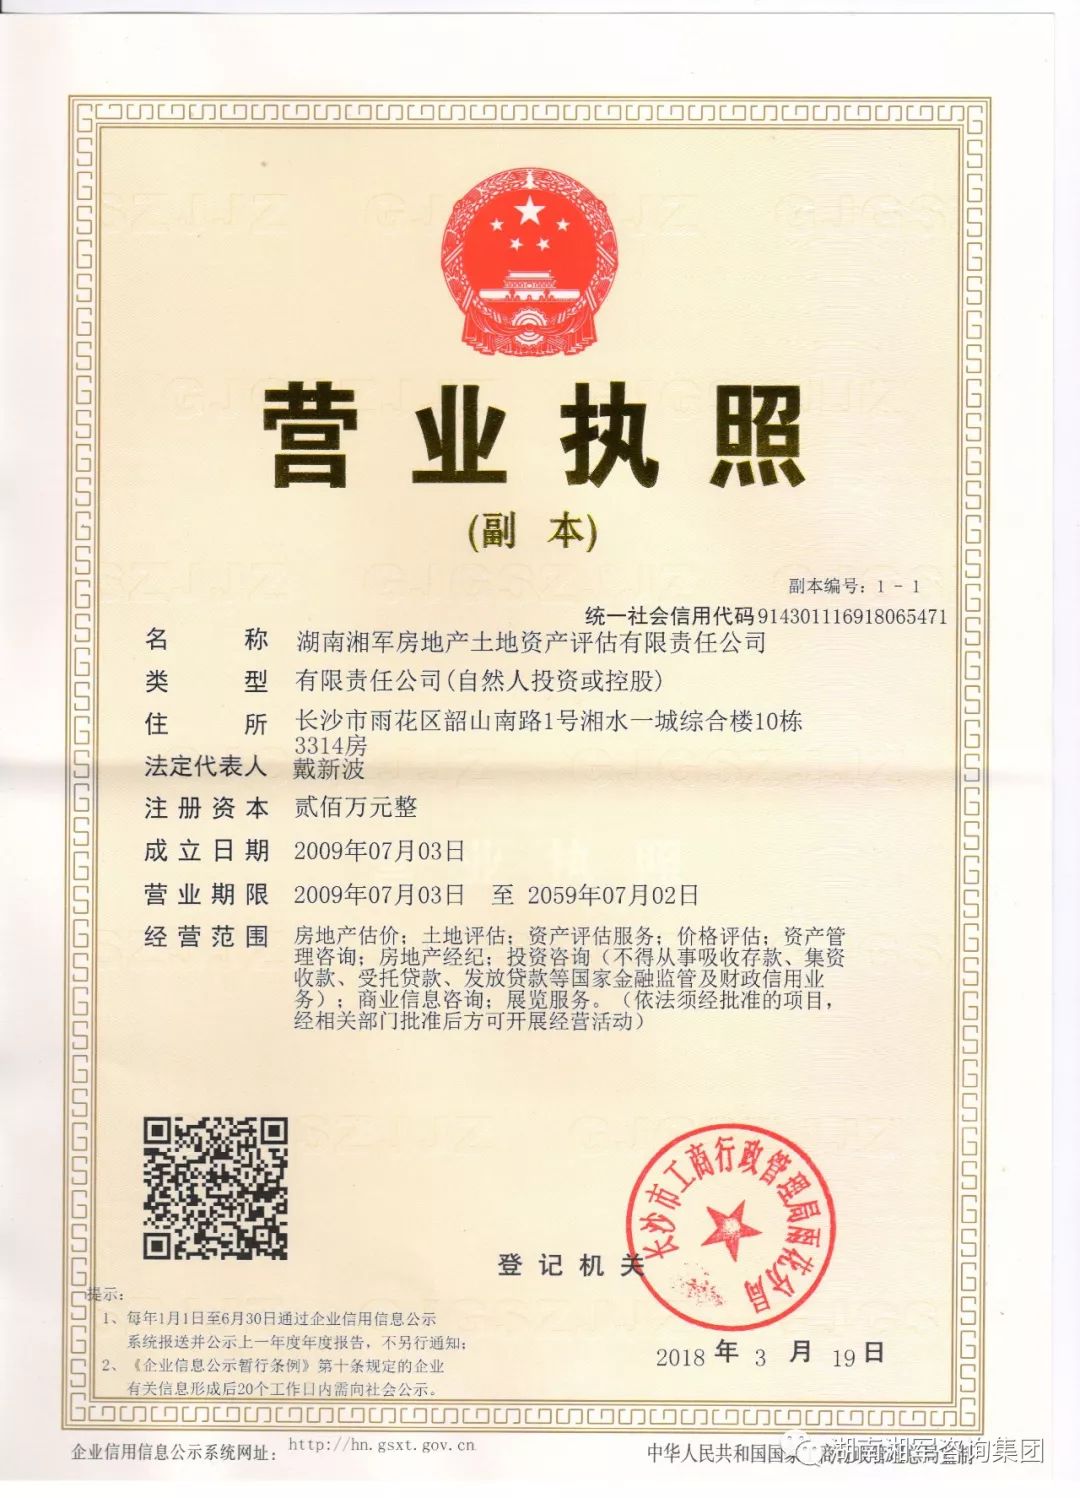 营业执照
(副 本)
副本编号：1 - 1
统一社会信用代码914301116918065471
名 称 湖南湘军房地产土地资产评估有限责任公司
类 型 有限责任公司(自然人投资或控股)
住 所 长沙市雨花区韶山南路1号湘水一城综合楼10栋
3314房
法定代表人 戴新波
注册资本 贰佰万元整
成立日期 2009年07月03日
营业期限 2009年07月03日 至 2059年07月02日
经营范围 房地产估价；土地评估；资产评估服务；价格评估；资产管
理咨询；房地产经纪；投资咨询（不得从事吸收存款、集资
收款、受托贷款、发放贷款等国家金融监管及财政信用业
务）；商业信息咨询；展览服务。（依法须经批准的项目，
经相关部门批准后方可开展经营活动）
长沙市工商行政管理局雨花分局
登记机关
2018 年 3 月 19 日
提示：
1、每年1月1日至6月30日通过企业信用信息公示
系统报送并公示上一年度年度报告，不另行通知；
2、《企业信息公示暂行条例》第十条规定的企业
有关信息形成后20个工作日内需向社会公示。
企业信用信息公示系统网址： http://hn.gsxt.gov.cn
中华人民共和国国家
湖南湘军咨询集团